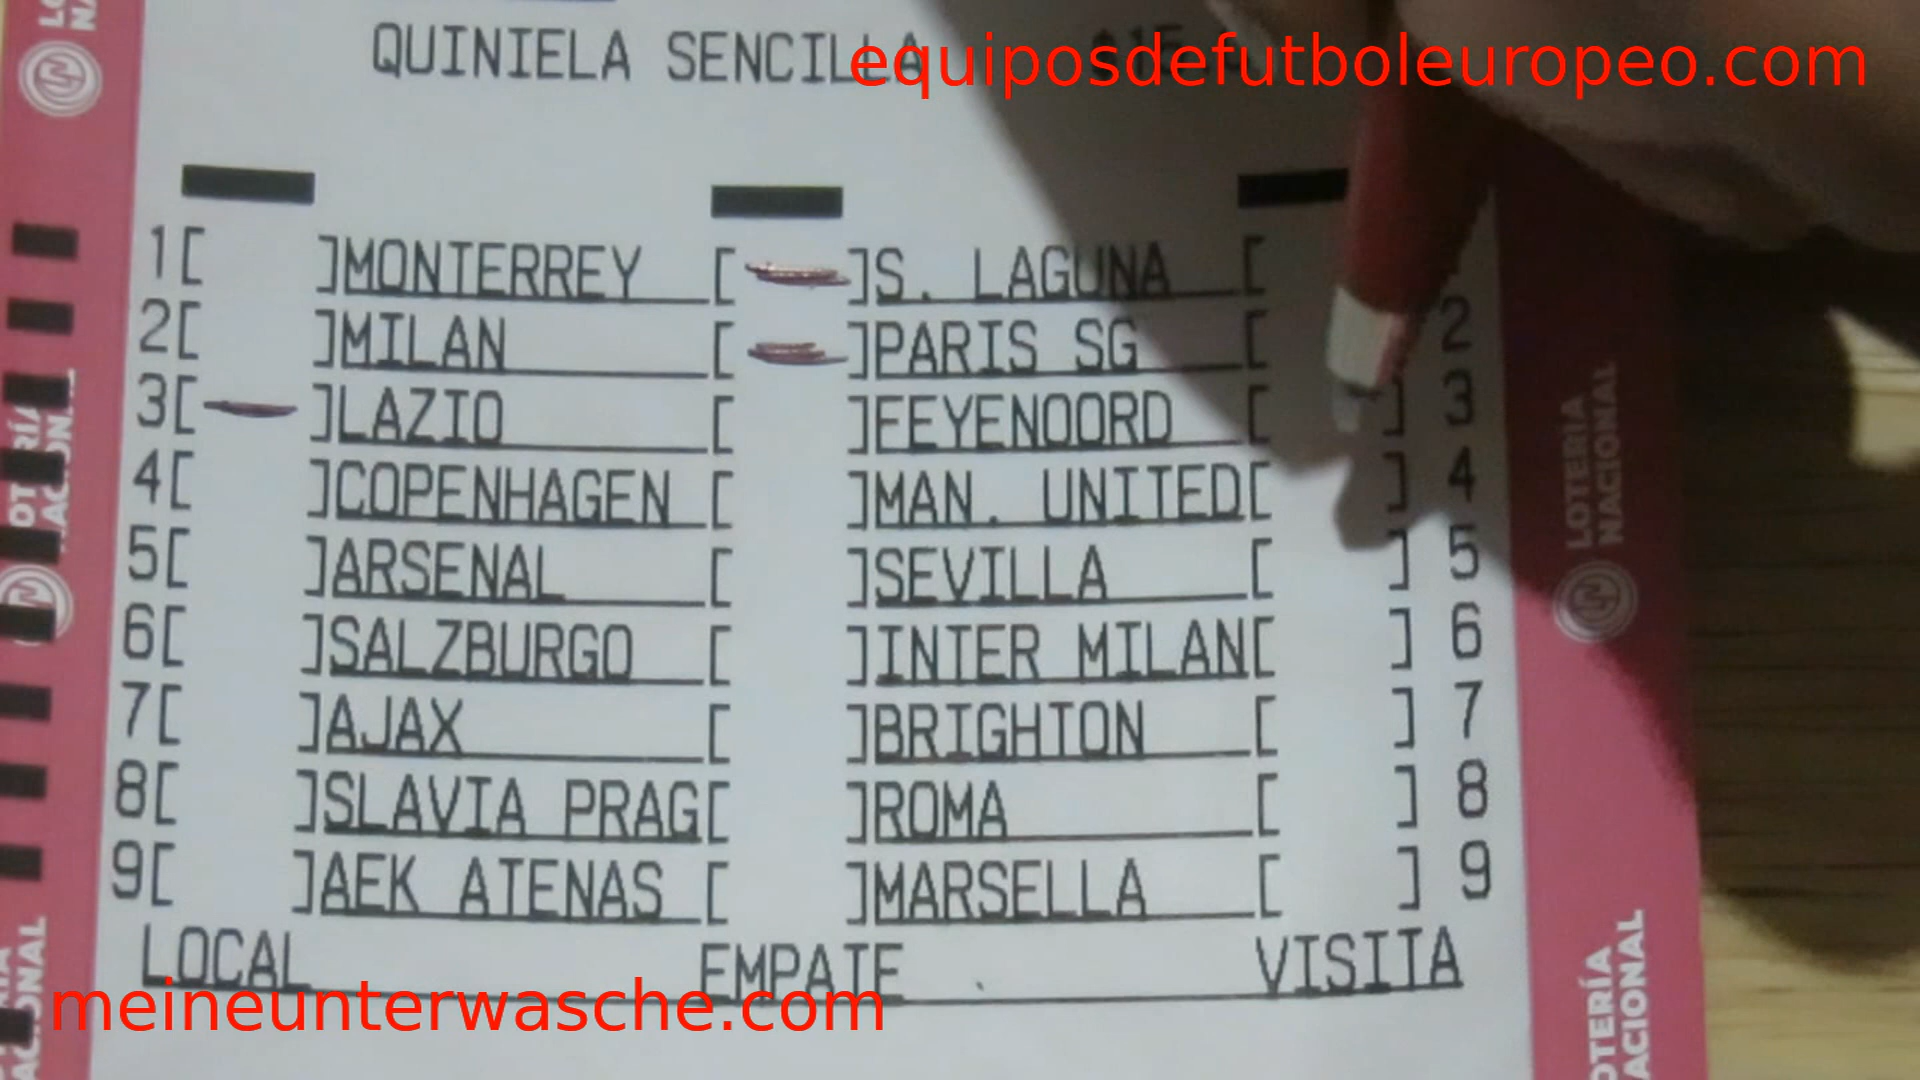 QUINIELA SENCILLA
equiposdefutboleuropeo.com
1[ ]MONTERREY [ ]S. LAGUNA [
2[ ]MILAN [ ]PARIS SG [ 2
3[ ]LAZIO [ ]FEYENOORD [ ] 3
4[ ]COPENHAGEN [ ]MAN. UNITED[ ] 4
5[ ]ARSENAL [ ]SEVILLA [ ] 5
6[ ]SALZBURGO [ ]INTER MILAN[ ] 6
7[ ]AJAX [ ]BRIGHTON [ ] 7
8[ ]SLAVIA PRAG[ ]ROMA [ ] 8
9[ ]AEK ATENAS [ ]MARSELLA [ ] 9
LOCAL EMPATE VISITA
meineunterwasche.com
LOTERÍA
NACIONAL